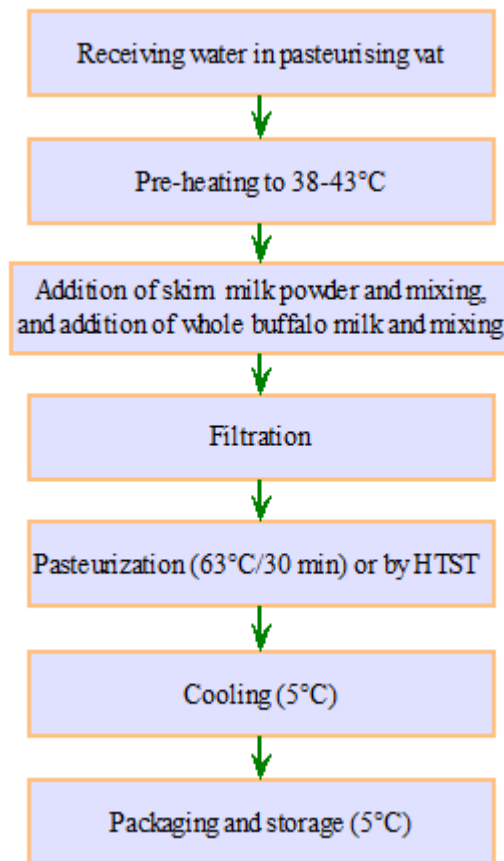 Receiving water in pasteurising vat
Pre-heating to 38-43°C
Addition of skim milk powder and mixing,
and addition of whole buffalo milk and mixing
Filtration
Pasteurization (63°C/30 min) or by HTST
Cooling (5°C)
Packaging and storage (5°C)